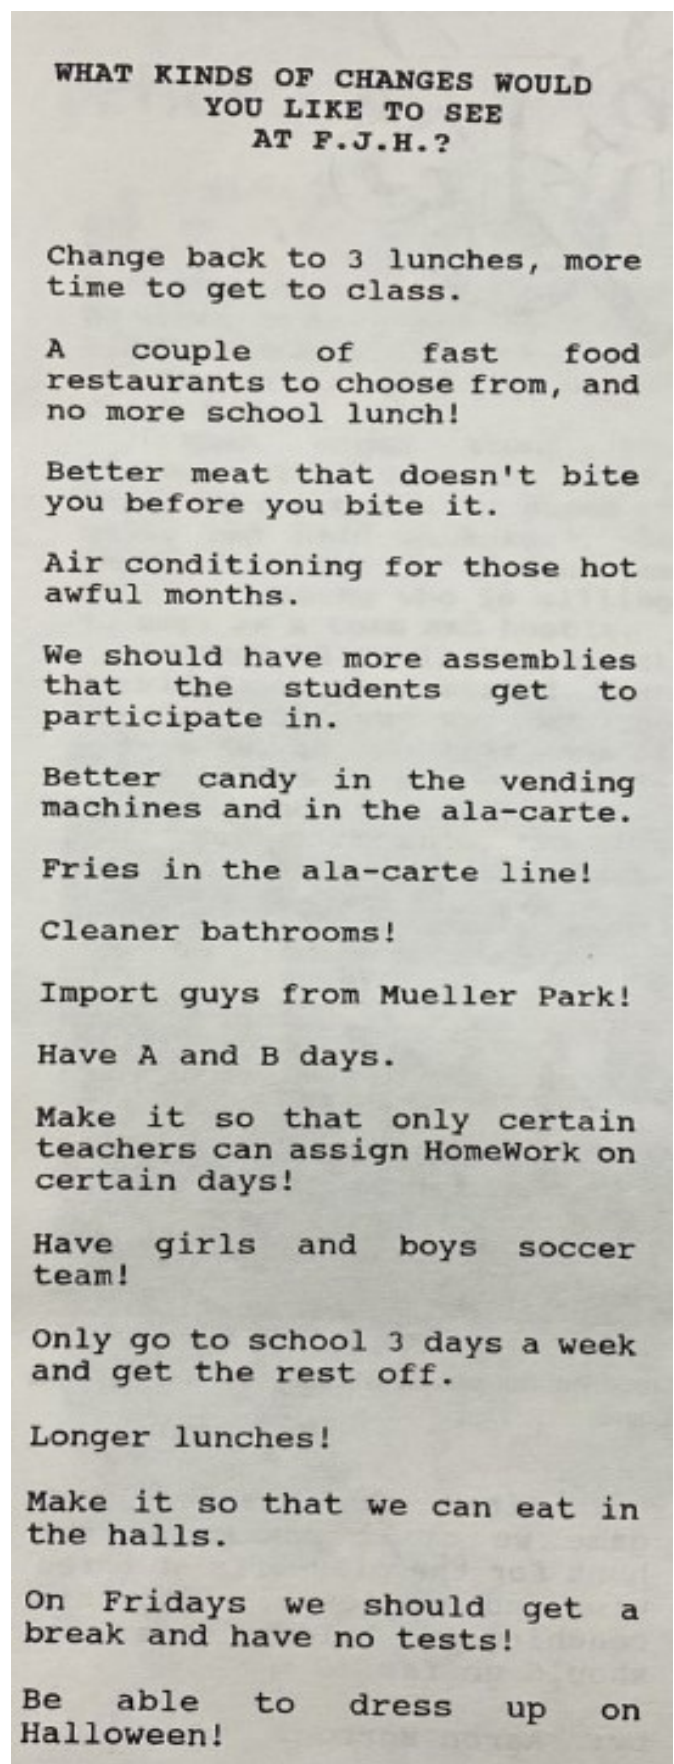 WHAT KINDS OF CHANGES WOULD
YOU LIKE TO SEE
AT F.J.H.?
Change back to 3 lunches, more
time to get to class.
A couple of fast food
restaurants to choose from, and
no more school lunch!
Better meat that doesn't bite
you before you bite it.
Air conditioning for those hot
awful months.
We should have more assemblies
that the students get to
participate in.
Better candy in the vending
machines and in the ala-carte.
Fries in the ala-carte line!
Cleaner bathrooms!
Import guys from Mueller Park!
Have A and B days.
Make it so that only certain
teachers can assign HomeWork on
certain days!
Have girls and boys soccer
team!
Only go to school 3 days a week
and get the rest off.
Longer lunches!
Make it so that we can eat in
the halls.
On Fridays we should get a
break and have no tests!
Be able to dress up on
Halloween!